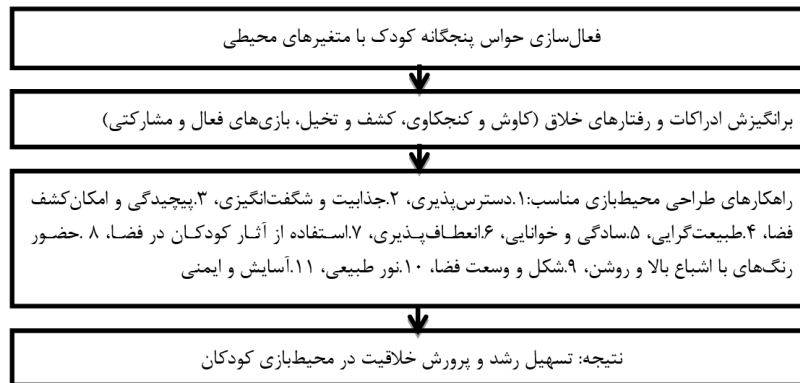 فعال‌سازی حواس پنجگانه کودک با متغیرهای محیطی
برانگیزش ادراکات و رفتارهای خلاق (کاوش و کنجکاوی، کشف و تخیل، بازی‌های فعال و مشارکتی)
راهکارهای طراحی محیط‌بازی مناسب:۱.دسترس‌پذیری، ۲.جذابیت و شگفت‌انگیزی، ۳.پیچیدگی و امکان‌کشف
فضا، ۴.طبیعت‌گرایی، ۵.سادگی و خوانایی، ۶.انعطاف‌پذیری، ۷.استفاده از آثار کودکان در فضا، ۸ .حضور
رنگ‌های با اشباع بالا و روشن، ۹.شکل و وسعت فضا، ۱۰.نور طبیعی، ۱۱.آسایش و ایمنی
نتیجه: تسهیل رشد و پرورش خلاقیت در محیط‌بازی کودکان